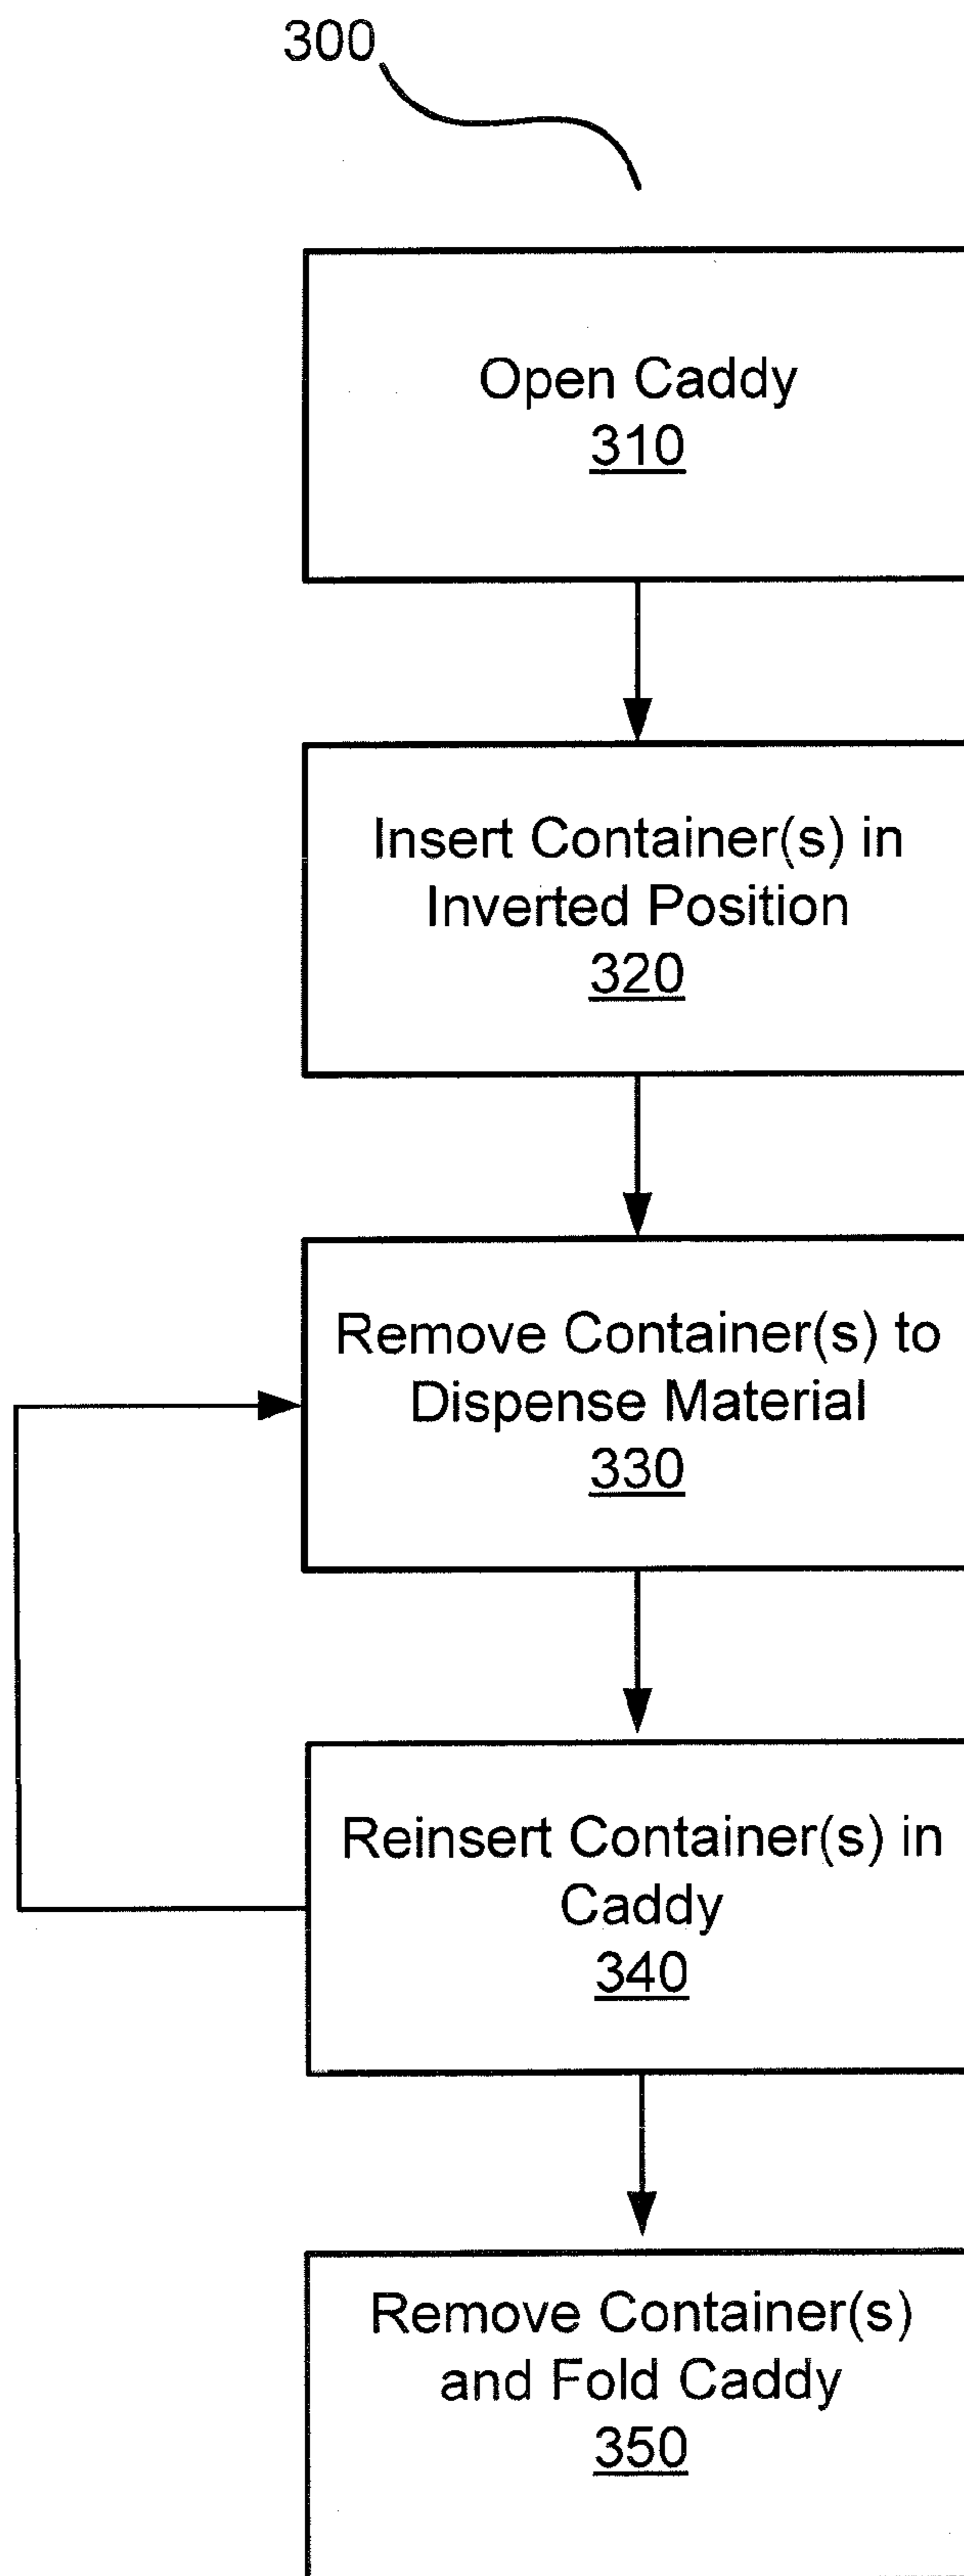 300
Open Caddy
310
Insert Container(s) in
Inverted Position
320
Remove Container(s) to
Dispense Material
330
Reinsert Container(s) in
Caddy
340
Remove Container(s)
and Fold Caddy
350